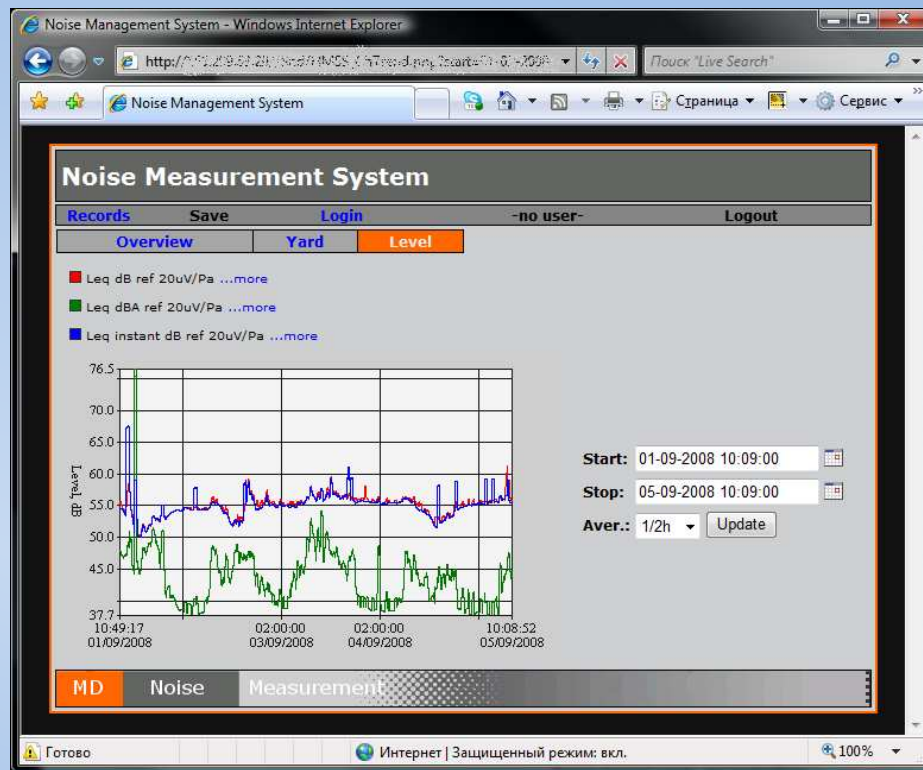 Noise Management System - Windows Internet Explorer
http://
Поиск "Live Search"
Noise Management System
Страница
Сервис
Noise Measurement System
Records Save Login -no user- Logout
Overview Yard Level
Leq dB ref 20uV/Pa ...more
Leq dBA ref 20uV/Pa ...more
Leq instant dB ref 20uV/Pa ...more
76.5
70.0
65.0
60.0
55.0
50.0
45.0
37.7
Level, dB
10:49:17 02:00:00 02:00:00 10:08:52
01/09/2008 03/09/2008 04/09/2008 05/09/2008
Start: 01-09-2008 10:09:00
Stop: 05-09-2008 10:09:00
Aver.: 1/2h Update
MD Noise Measurement
Готово
Интернет | Защищенный режим: вкл.
100%